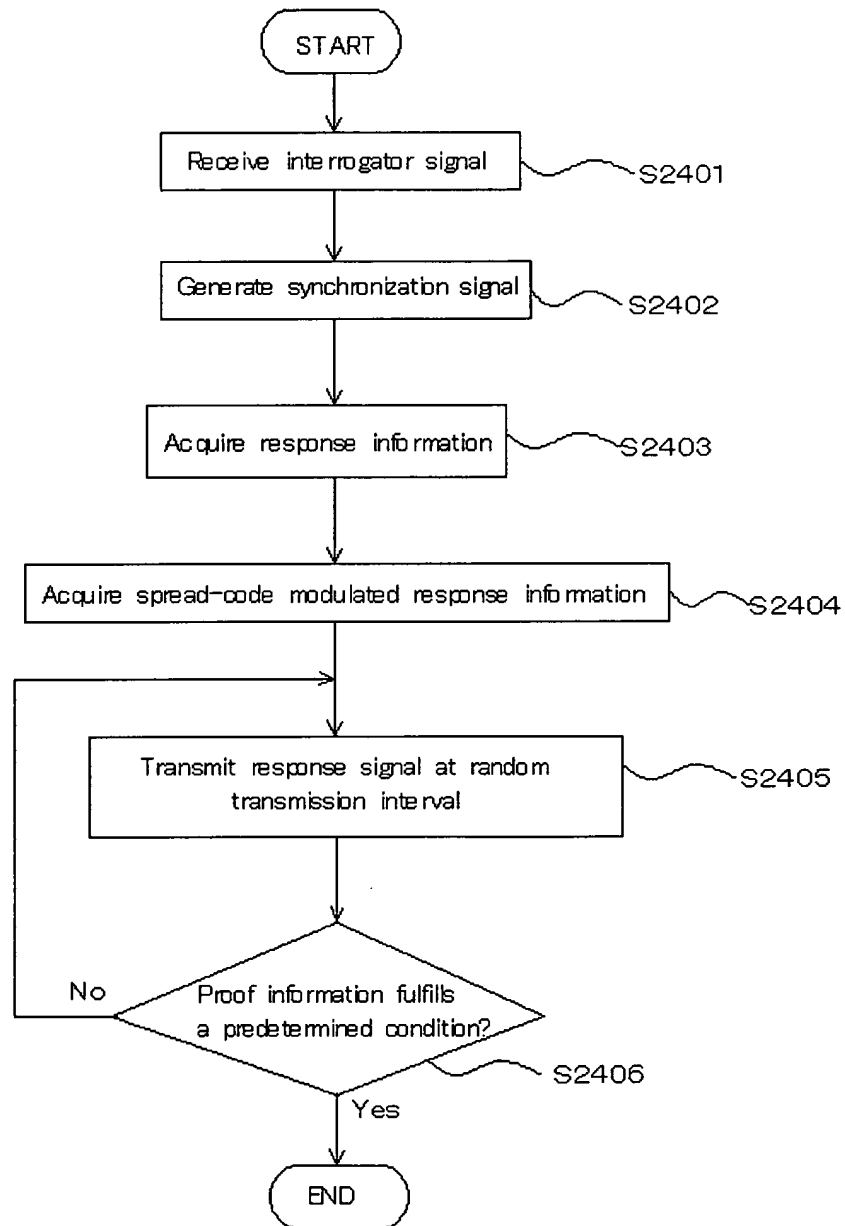 START
Receive interrogator signal
S2401
Generate synchronization signal
S2402
Acquire response information
S2403
Acquire spread-code modulated response information
S2404
Transmit response signal at random
transmission interval
S2405
No
Proof information fulfills
a predetermined condition?
S2406
Yes
END